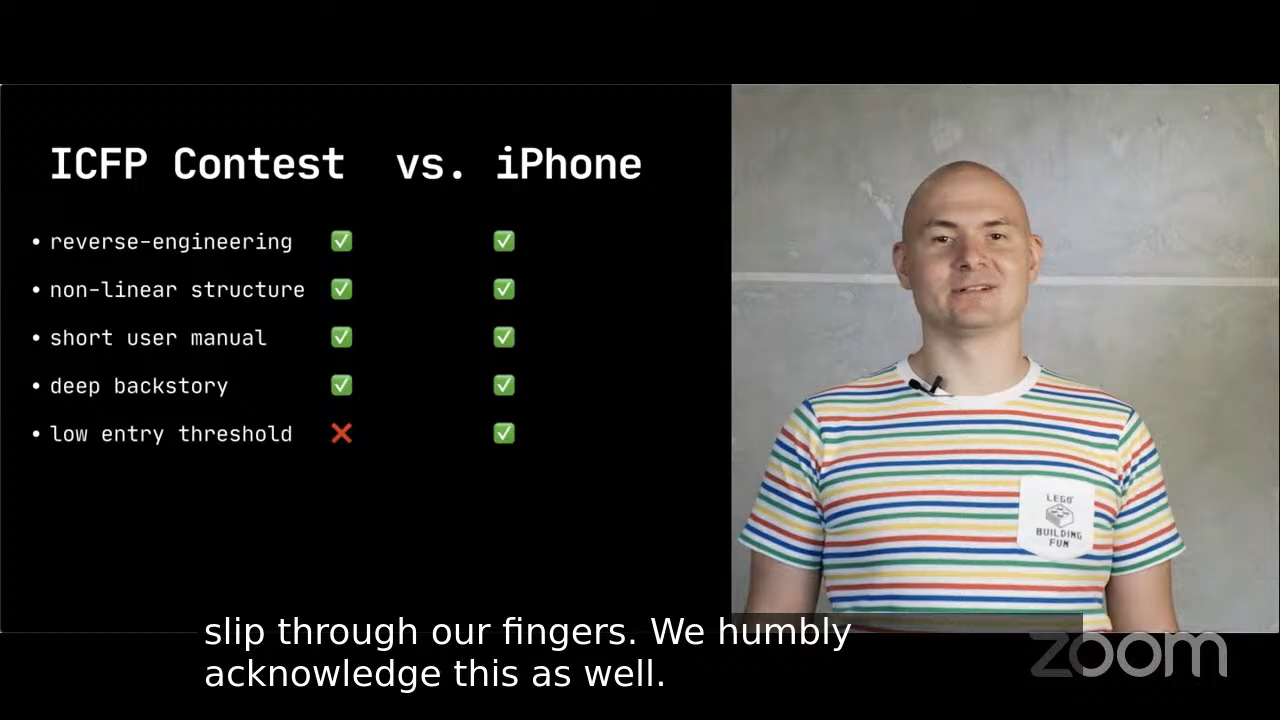 ICFP Contest vs. iPhone
• reverse-engineering ✅ ✅
• non-linear structure ✅ ✅
• short user manual ✅ ✅
• deep backstory ✅ ✅
• low entry threshold ❌ ✅
LEGO
BUILDING
FUN
slip through our fingers. We humbly
acknowledge this as well.
zoom